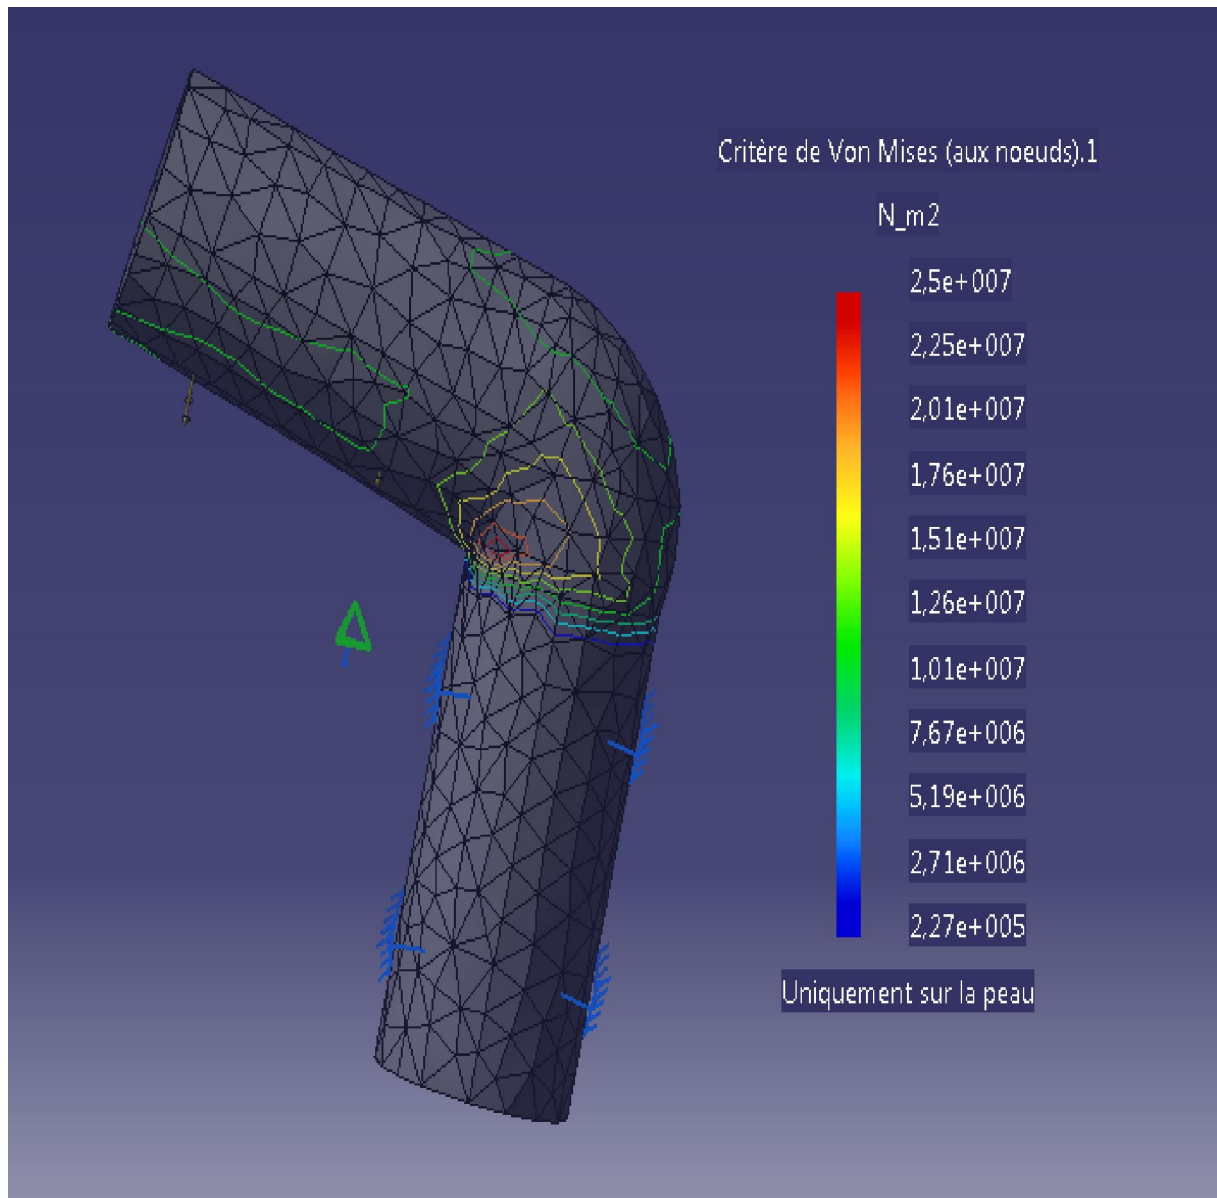 Critère de Von Mises (aux noeuds).1
N_m2
2,5e+007
2,25e+007
2,01e+007
1,76e+007
1,51e+007
1,26e+007
1,01e+007
7,67e+006
5,19e+006
2,71e+006
2,27e+005
Uniquement sur la peau